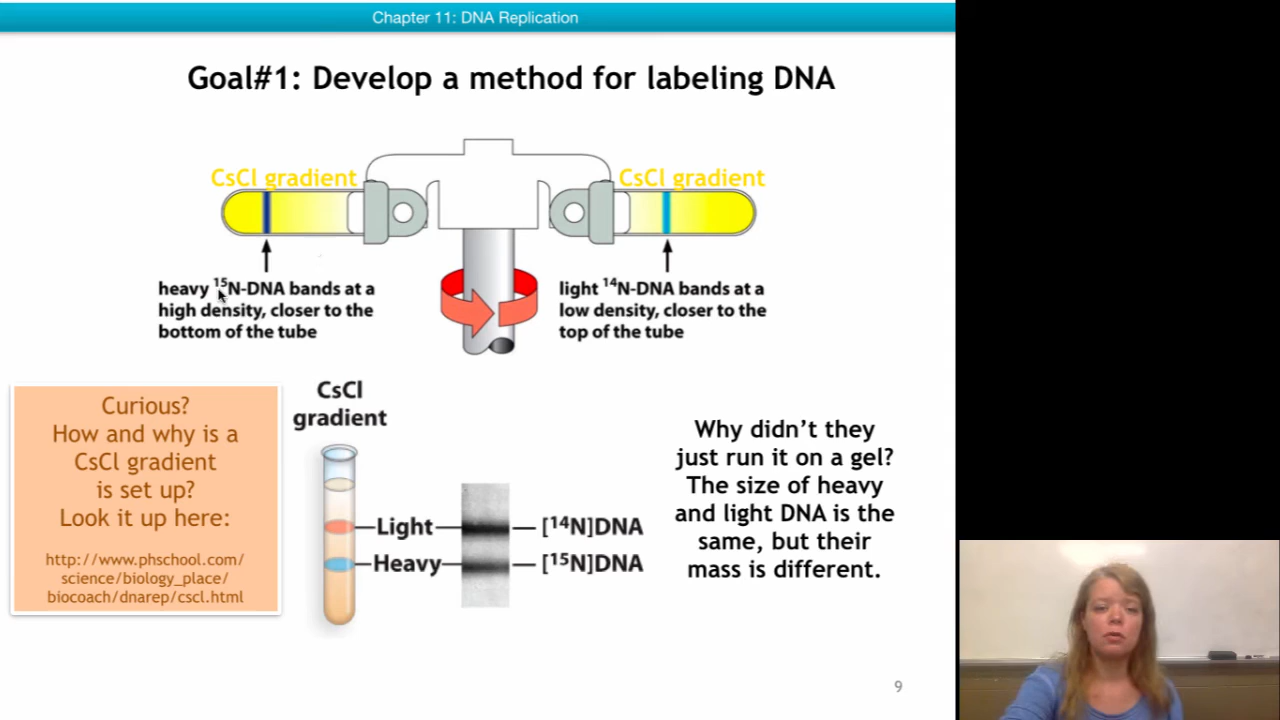 Chapter 11: DNA Replication
Goal#1: Develop a method for labeling DNA
CsCl gradient
CsCl gradient
heavy ¹⁵N-DNA bands at a
high density, closer to the
bottom of the tube
light ¹⁴N-DNA bands at a
low density, closer to the
top of the tube
Curious?
How and why is a
CsCl gradient
is set up?
Look it up here:
http://www.phschool.com/
science/biology_place/
biocoach/dnarep/cscl.html
CsCl
gradient
Light
[¹⁴N]DNA
Heavy
[¹⁵N]DNA
Why didn't they
just run it on a gel?
The size of heavy
and light DNA is the
same, but their
mass is different.
9